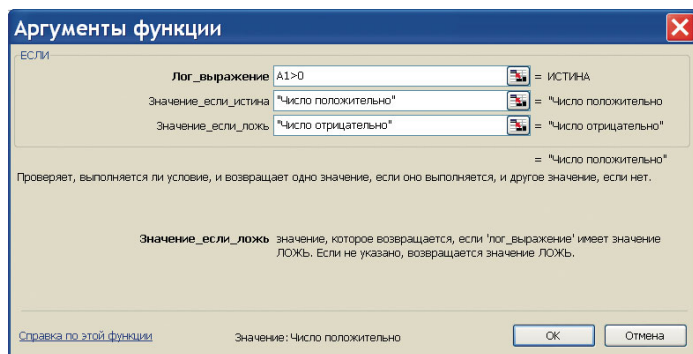 Аргументы функции
ЕСЛИ
Лог_выражение A1>0 = ИСТИНА
Значение_если_истина "Число положительно" = "Число положительно
Значение_если_ложь "Число отрицательно" = "Число отрицательно"
= "Число положительно"
Проверяет, выполняется ли условие, и возвращает одно значение, если оно выполняется, и другое значение, если нет.
Значение_если_ложь значение, которое возвращается, если 'лог_выражение' имеет значение
ЛОЖЬ. Если не указано, возвращается значение ЛОЖЬ.
Справка по этой функции Значение: Число положительно ОК Отмена